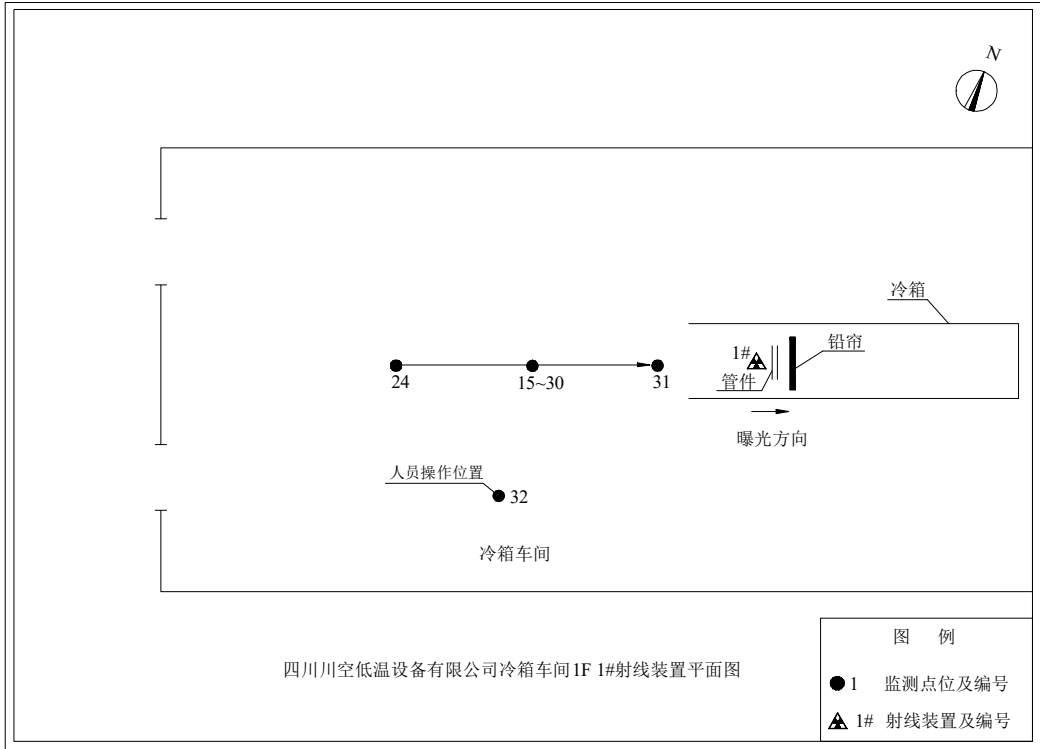 N
冷箱
1#
铅帘
管件
24
15~30
31
曝光方向
人员操作位置
32
冷箱车间
四川川空低温设备有限公司冷箱车间1F 1#射线装置平面图
图 例
1 监测点位及编号
1# 射线装置及编号